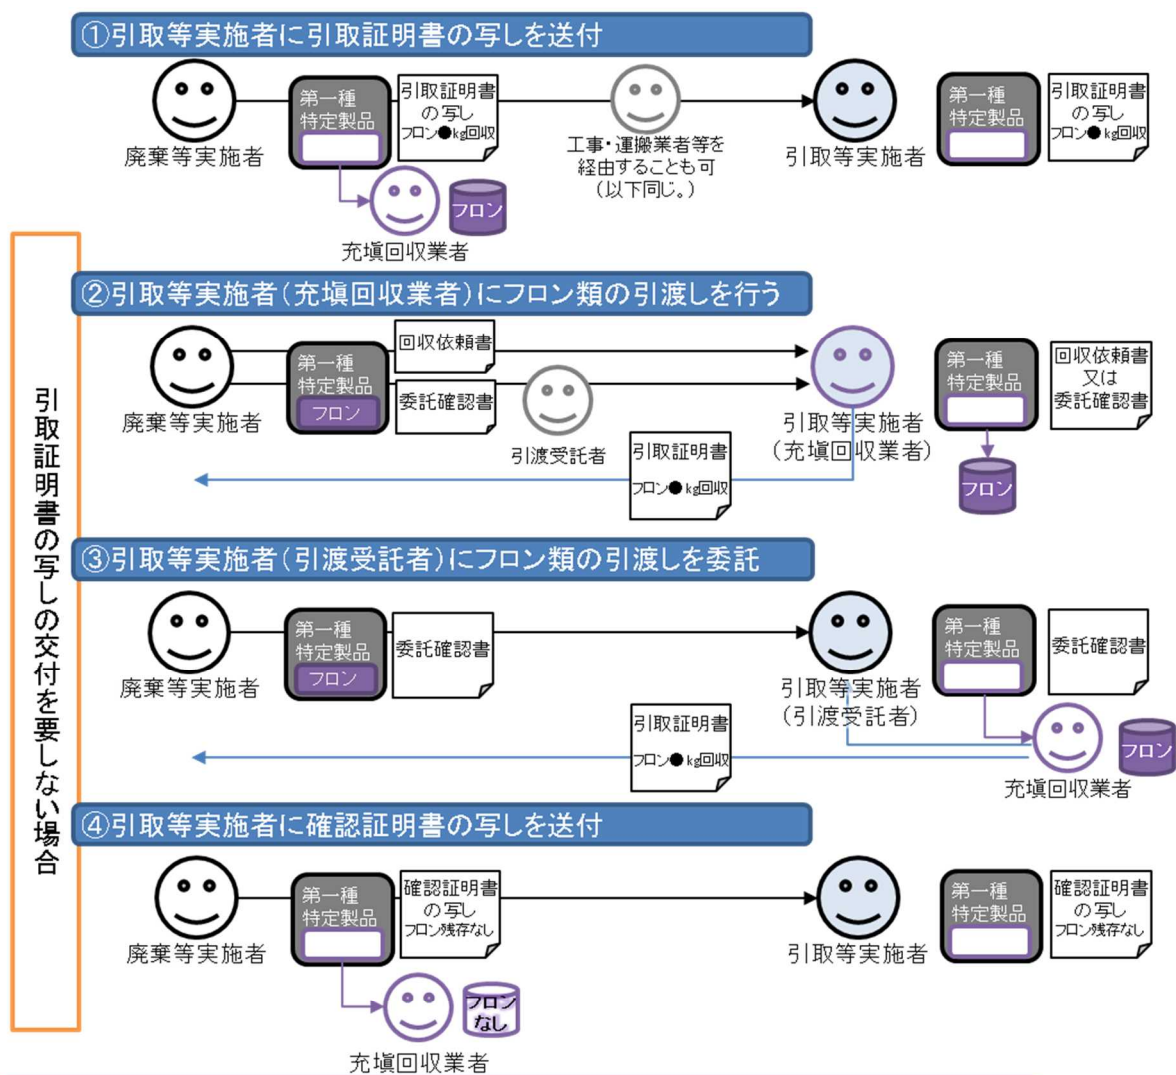 ①引取等実施者に引取証明書の写しを送付
廃棄等実施者
第一種
特定製品
引取証明書
の写し
フロン●kg回収
工事・運搬業者等を
経由することも可
（以下同じ。）
引取等実施者
第一種
特定製品
引取証明書
の写し
フロン●kg回収
フロン
充塡回収業者
引取証明書の写しの交付を要しない場合
②引取等実施者(充塡回収業者)にフロン類の引渡しを行う
廃棄等実施者
第一種
特定製品
フロン
回収依頼書
委託確認書
引渡受託者
引取等実施者
(充塡回収業者)
第一種
特定製品
回収依頼書
又は
委託確認書
フロン
引取証明書
フロン●kg回収
③引取等実施者(引渡受託者)にフロン類の引渡しを委託
廃棄等実施者
第一種
特定製品
フロン
委託確認書
引取等実施者
(引渡受託者)
第一種
特定製品
委託確認書
引取証明書
フロン●kg回収
フロン
充塡回収業者
④引取等実施者に確認証明書の写しを送付
廃棄等実施者
第一種
特定製品
確認証明書
の写し
フロン残存なし
引取等実施者
第一種
特定製品
確認証明書
の写し
フロン残存なし
フロン
なし
充塡回収業者